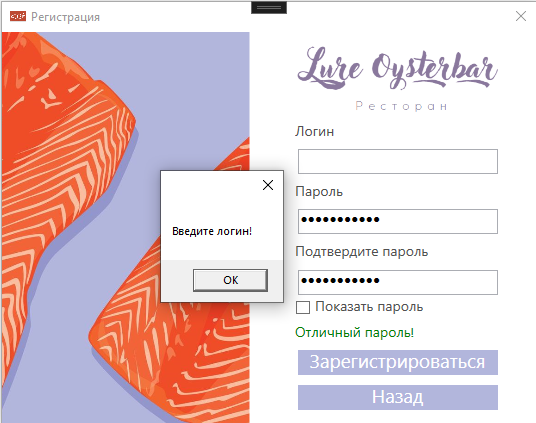 Регистрация
Lure Oysterbar
Ресторан
Логин
Пароль
•••••••••••
Подтвердите пароль
•••••••••••
Показать пароль
Отличный пароль!
Зарегистрироваться
Назад
Введите логин!
OK